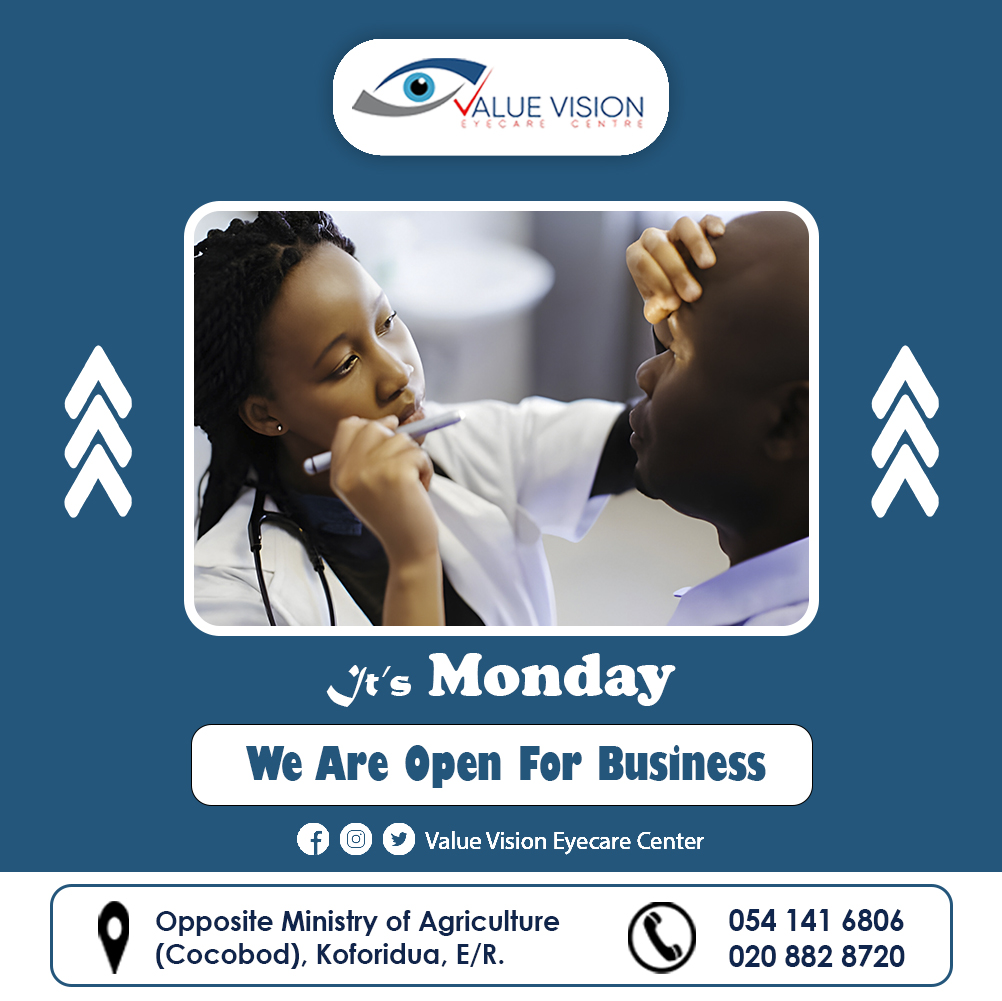 VALUE VISION
EYECARE CENTRE
It's Monday
We Are Open For Business
Value Vision Eyecare Center
Opposite Ministry of Agriculture
(Cocobod), Koforidua, E/R.
054 141 6806
020 882 8720